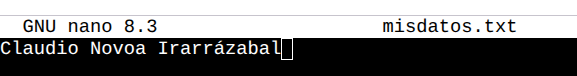 GNU nano 8.3 misdatos.txt
Claudio Novoa Irarrázabal